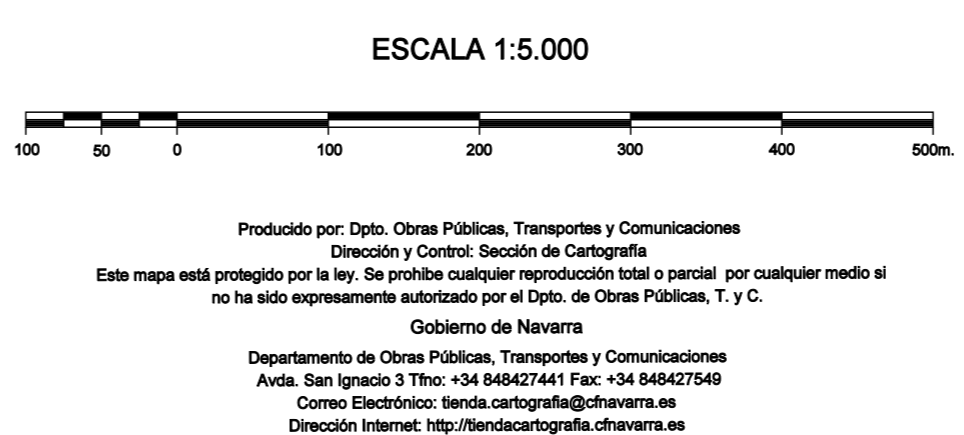 ESCALA 1:5.000
100 50 0 100 200 300 400 500m.
Producido por: Dpto. Obras Públicas, Transportes y Comunicaciones
Dirección y Control: Sección de Cartografía
Este mapa está protegido por la ley. Se prohibe cualquier reproducción total o parcial por cualquier medio si
no ha sido expresamente autorizado por el Dpto. de Obras Públicas, T. y C.
Gobierno de Navarra
Departamento de Obras Públicas, Transportes y Comunicaciones
Avda. San Ignacio 3 Tfno: +34 848427441 Fax: +34 848427549
Correo Electrónico: tienda.cartografia@cfnavarra.es
Dirección Internet: http://tiendacartografia.cfnavarra.es